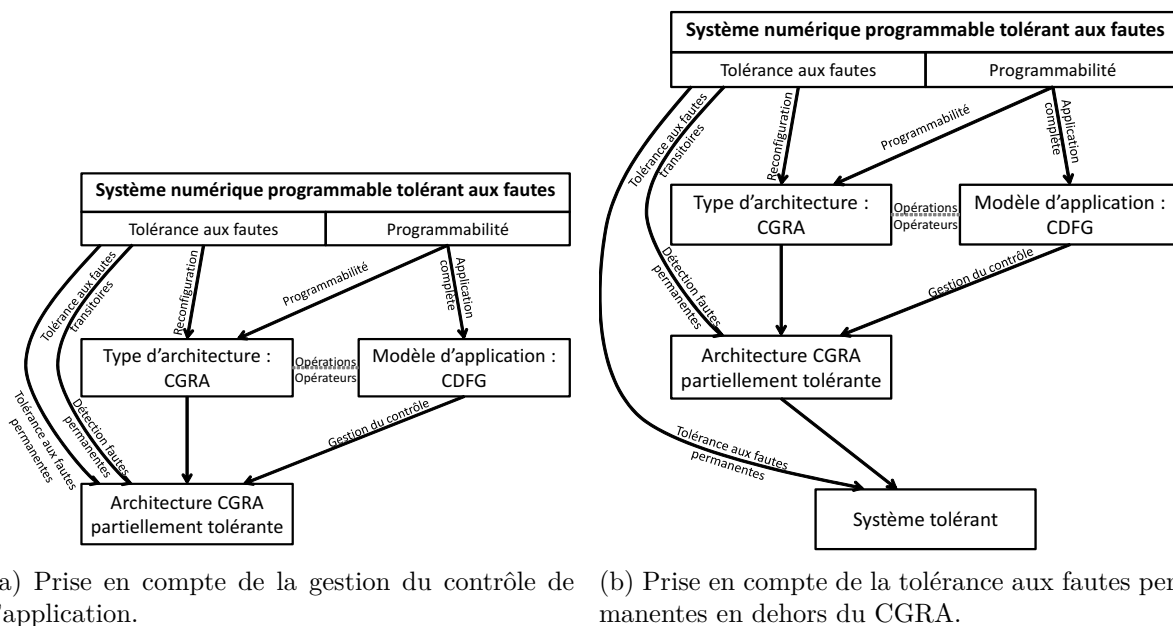 Système numérique programmable tolérant aux fautes
Tolérance aux fautes
Programmabilité
Tolérance aux fautes
transitoires
Reconfiguration
Programmabilité
Application
complète
Type d'architecture :
CGRA
Opérations
Opérateurs
Modèle d'application :
CDFG
Tolérance aux fautes
permanentes
Détection fautes
permanentes
Gestion du contrôle
Architecture CGRA
partiellement tolérante
a) Prise en compte de la gestion du contrôle de
'application.
Système numérique programmable tolérant aux fautes
Tolérance aux fautes
Programmabilité
Tolérance aux fautes
transitoires
Reconfiguration
Programmabilité
Application
complète
Type d'architecture :
CGRA
Opérations
Opérateurs
Modèle d'application :
CDFG
Détection fautes
permanentes
Gestion du contrôle
Architecture CGRA
partiellement tolérante
Tolérance aux fautes
permanentes
Système tolérant
(b) Prise en compte de la tolérance aux fautes per
manentes en dehors du CGRA.